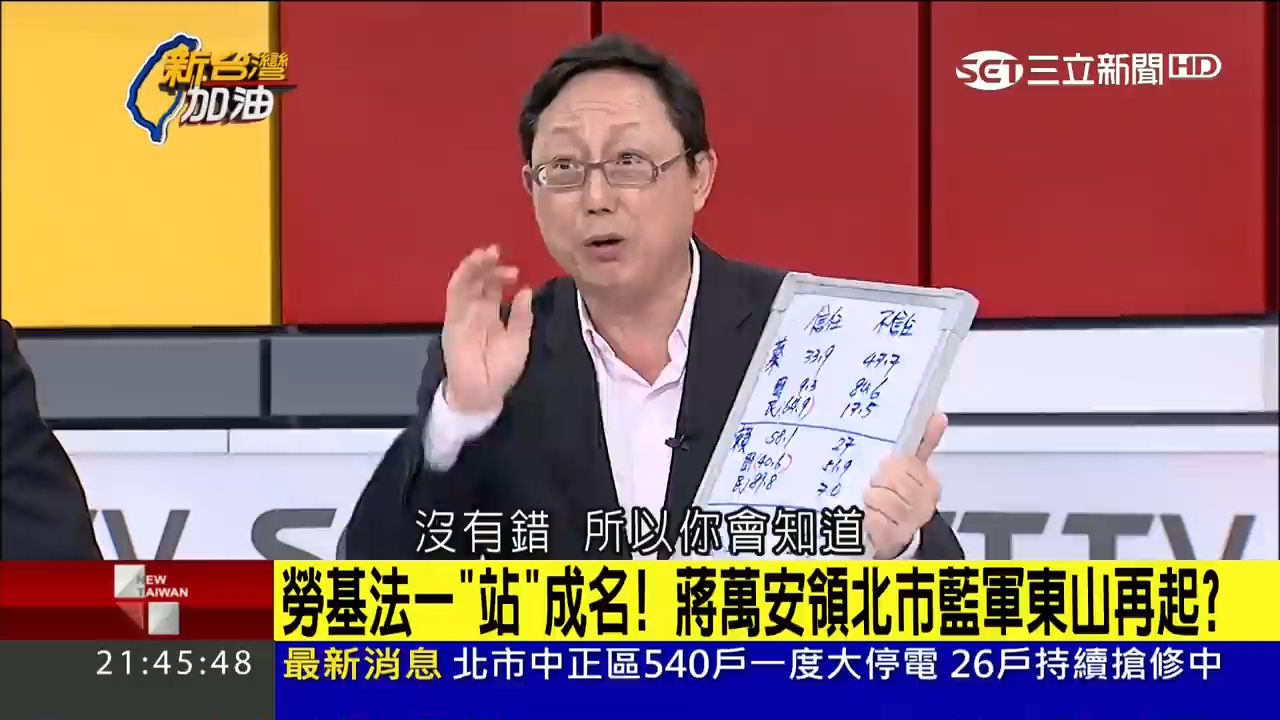 新台灣
加油
SET三立新聞HD
信任 不信任
蔡 33.9 47.7
國 9.3 84.6
民(64.9) 17.5
賴 58.1 27
國(40.6) 51.9
民 81.8 7.0
沒有錯 所以你會知道
NEW
TAIWAN
勞基法一"站"成名! 蔣萬安領北市藍軍東山再起?
21:45:48
最新消息 北市中正區540戶一度大停電 26戶持續搶修中